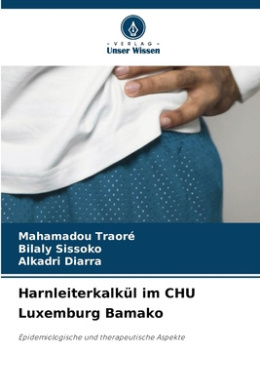 VERLAG
Unser Wissen
Mahamadou Traoré
Bilaly Sissoko
Alkadri Diarra
Harnleiterkalkül im CHU
Luxemburg Bamako
Epidemiologische und therapeutische Aspekte